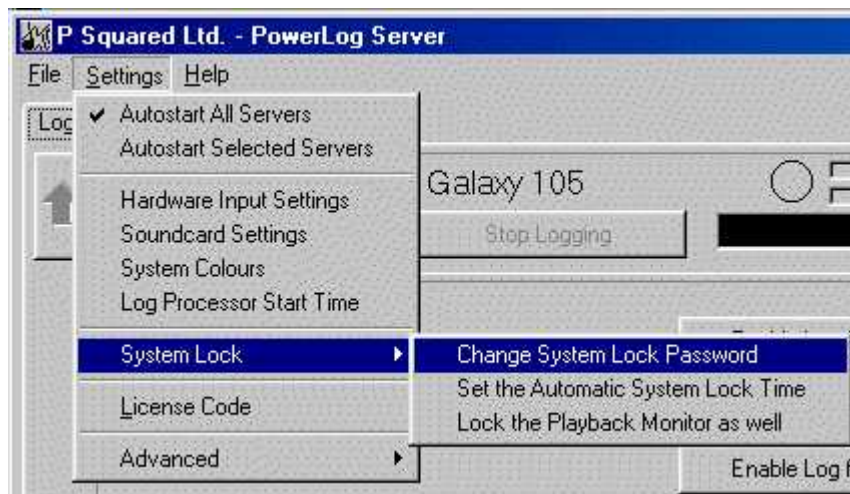 P Squared Ltd. - PowerLog Server
File Settings Help
Log
Autostart All Servers
Autostart Selected Servers
Galaxy 105
Hardware Input Settings
Soundcard Settings
Stop Logging
System Colours
Log Processor Start Time
System Lock
Change System Lock Password
Set the Automatic System Lock Time
Lock the Playback Monitor as well
License Code
Advanced
Enable Log f